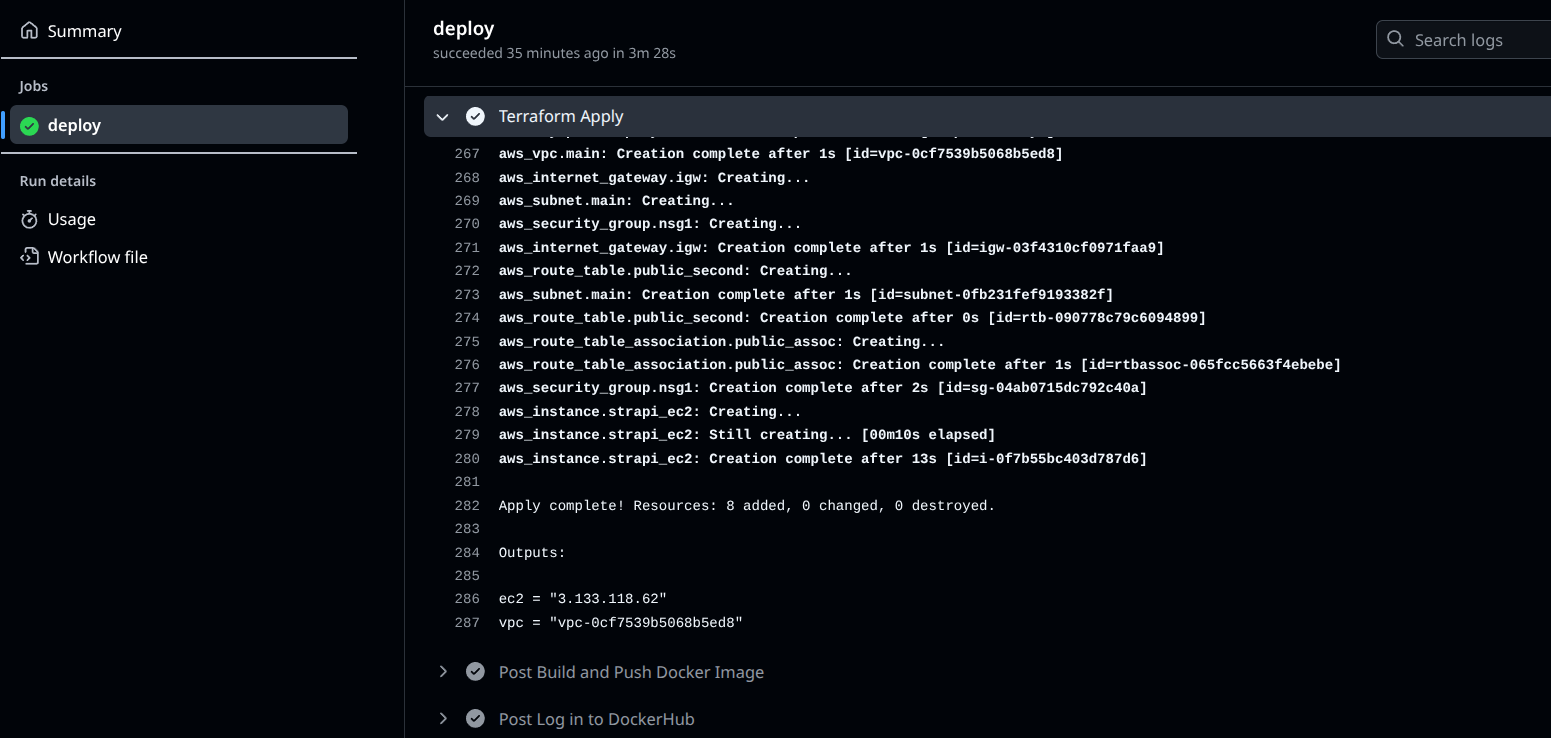 Summary
Jobs
deploy
Run details
Usage
Workflow file
deploy
succeeded 35 minutes ago in 3m 28s
Search logs
Terraform Apply
267 aws_vpc.main: Creation complete after 1s [id=vpc-0cf7539b5068b5ed8]
268 aws_internet_gateway.igw: Creating...
269 aws_subnet.main: Creating...
270 aws_security_group.nsg1: Creating...
271 aws_internet_gateway.igw: Creation complete after 1s [id=igw-03f4310cf0971faa9]
272 aws_route_table.public_second: Creating...
273 aws_subnet.main: Creation complete after 1s [id=subnet-0fb231fef9193382f]
274 aws_route_table.public_second: Creation complete after 0s [id=rtb-090778c79c6094899]
275 aws_route_table_association.public_assoc: Creating...
276 aws_route_table_association.public_assoc: Creation complete after 1s [id=rtbassoc-065fcc5663f4ebebe]
277 aws_security_group.nsg1: Creation complete after 2s [id=sg-04ab0715dc792c40a]
278 aws_instance.strapi_ec2: Creating...
279 aws_instance.strapi_ec2: Still creating... [00m10s elapsed]
280 aws_instance.strapi_ec2: Creation complete after 13s [id=i-0f7b55bc403d787d6]
281
282 Apply complete! Resources: 8 added, 0 changed, 0 destroyed.
283
284 Outputs:
285
286 ec2 = "3.133.118.62"
287 vpc = "vpc-0cf7539b5068b5ed8"
Post Build and Push Docker Image
Post Log in to DockerHub